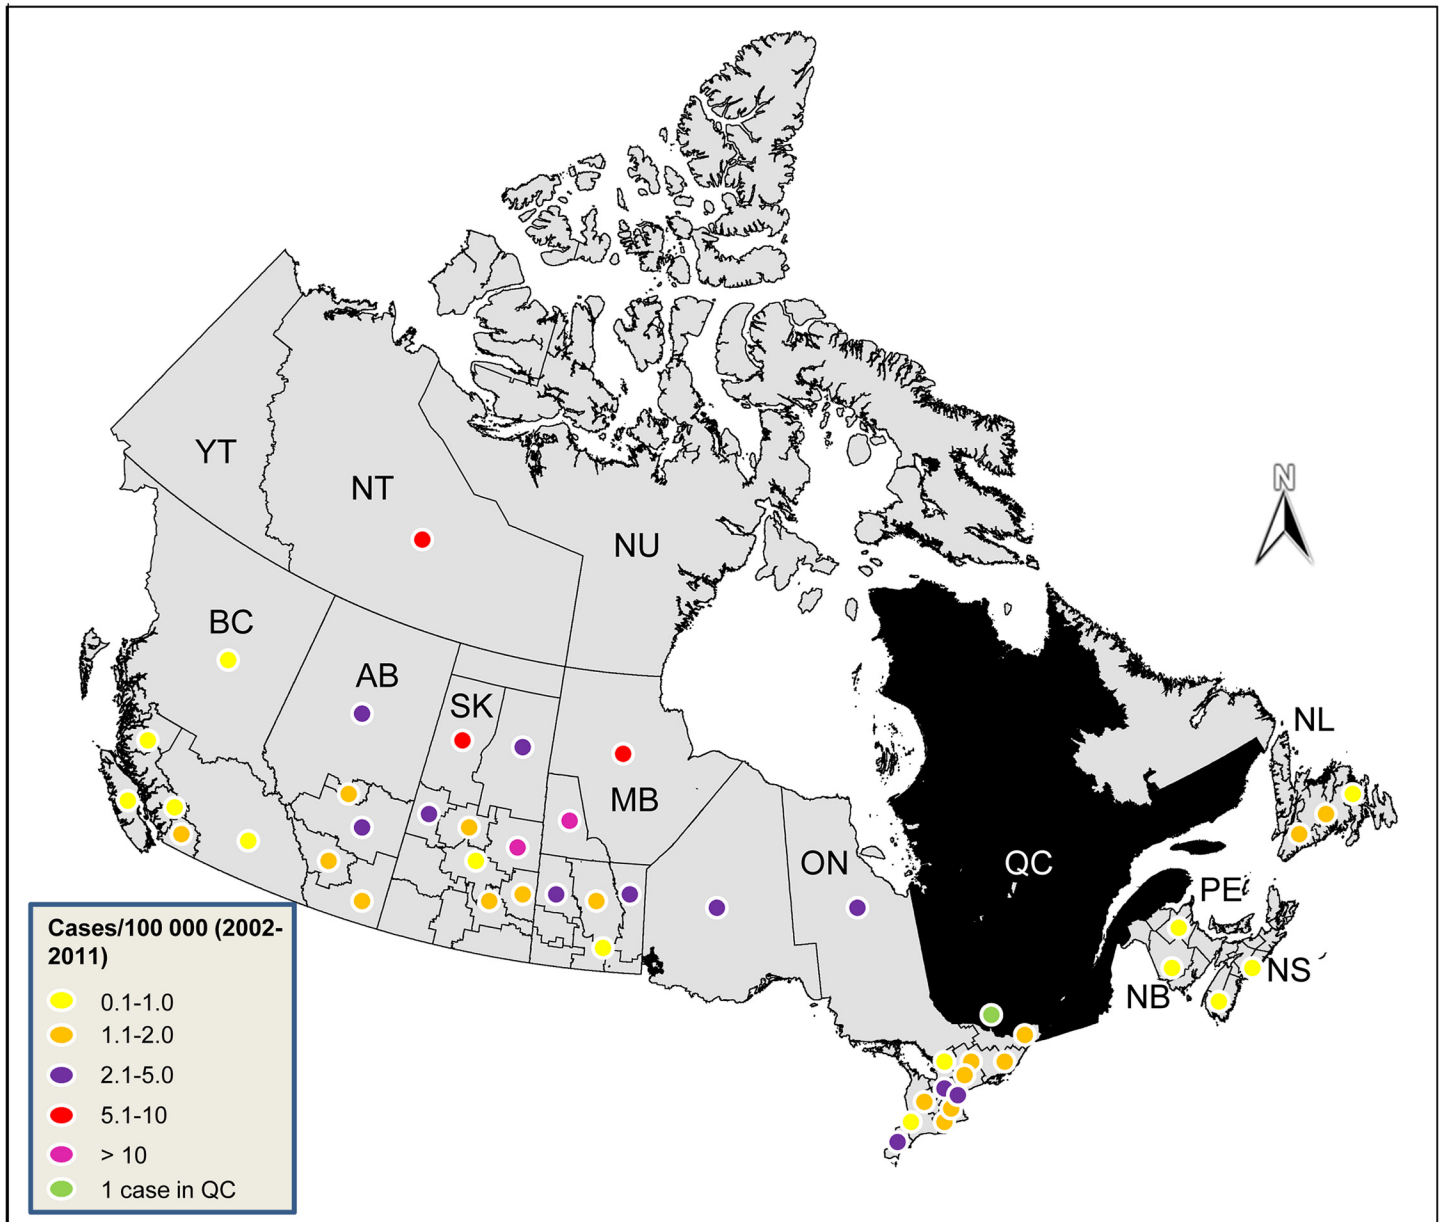 N
YT
NT
NU
BC
AB
SK
NL
MB
ON
QC
PE
NS
NB
Cases/100 000 (2002-
2011)
0.1-1.0
1.1-2.0
2.1-5.0
5.1-10
> 10
1 case in QC